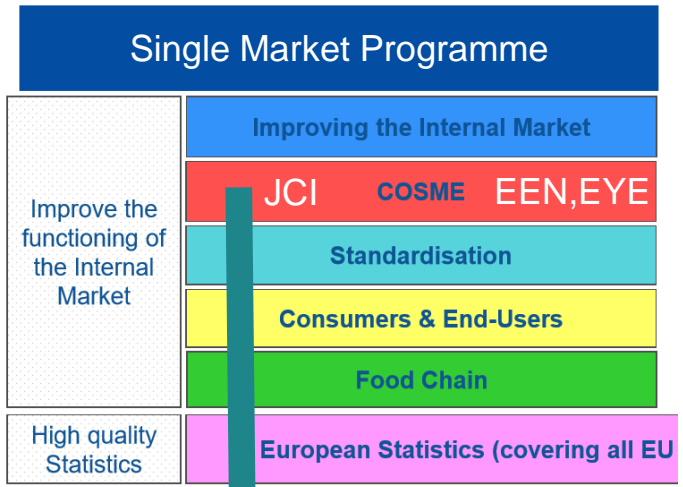 Single Market Programme
Improve the
functioning of
the Internal
Market
Improving the Internal Market
JCI COSME EEN,EYE
Standardisation
Consumers & End-Users
Food Chain
High quality
Statistics
European Statistics (covering all EU